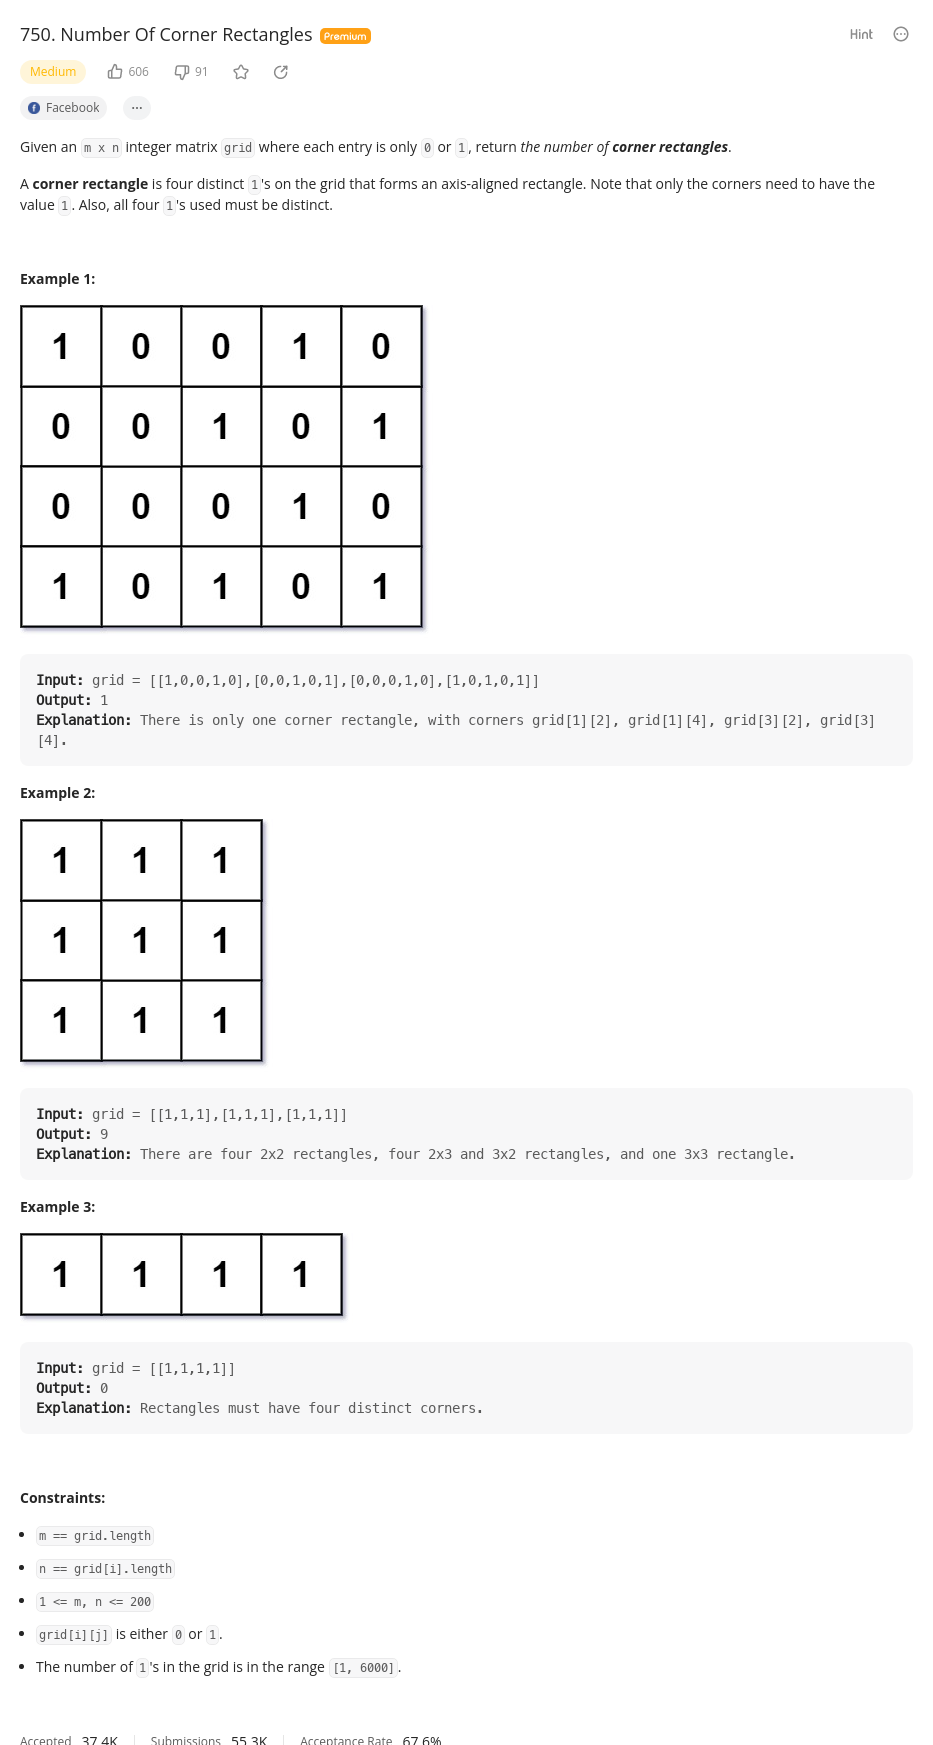 750. Number Of Corner Rectangles Premium Hint
Medium 606 91
Facebook ...
Given an m x n integer matrix grid where each entry is only 0 or 1, return the number of corner rectangles.
A corner rectangle is four distinct 1's on the grid that forms an axis-aligned rectangle. Note that only the corners need to have the
value 1. Also, all four 1's used must be distinct.
Example 1:
1 0 0 1 0
0 0 1 0 1
0 0 0 1 0
1 0 1 0 1
Input: grid = [[1,0,0,1,0],[0,0,1,0,1],[0,0,0,1,0],[1,0,1,0,1]]
Output: 1
Explanation: There is only one corner rectangle, with corners grid[1][2], grid[1][4], grid[3][2], grid[3]
[4].
Example 2:
1 1 1
1 1 1
1 1 1
Input: grid = [[1,1,1],[1,1,1],[1,1,1]]
Output: 9
Explanation: There are four 2x2 rectangles, four 2x3 and 3x2 rectangles, and one 3x3 rectangle.
Example 3:
1 1 1 1
Input: grid = [[1,1,1,1]]
Output: 0
Explanation: Rectangles must have four distinct corners.
Constraints:
m == grid.length
n == grid[i].length
1 <= m, n <= 200
grid[i][j] is either 0 or 1.
The number of 1's in the grid is in the range [1, 6000].
Accepted 37.4K Submissions 55.3K Acceptance Rate 67.6%